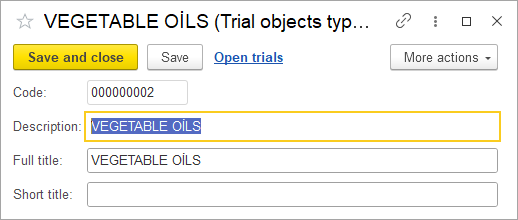 VEGETABLE OİLS (Trial objects typ...
Save and close Save Open trials More actions
Code: 000000002
Description: VEGETABLE OİLS
Full title: VEGETABLE OİLS
Short title: